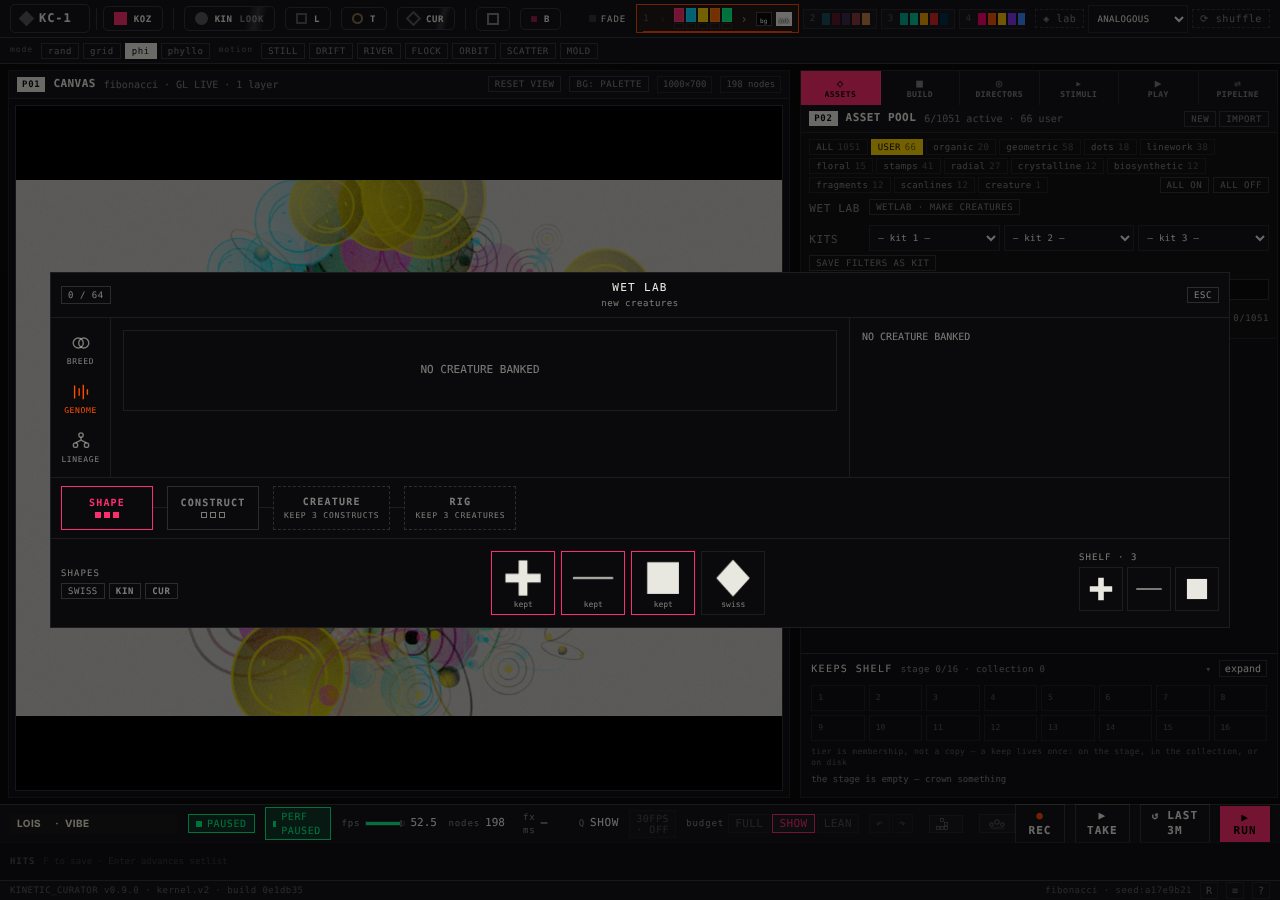 KC-1 KOZ KIN LOOK L T CUR B FADE 1 bg 2 3 4 lab ANALOGOUS shuffle
mode rand grid phi phyllo motion STILL DRIFT RIVER FLOCK ORBIT SCATTER MOLD
P01 CANVAS fibonacci · GL LIVE · 1 layer RESET VIEW BG: PALETTE 1000×700 198 nodes
ASSETS BUILD DIRECTORS STIMULI PLAY PIPELINE
P02 ASSET POOL 6/1051 active · 66 user NEW IMPORT
ALL 1051 USER 66 organic 20 geometric 58 dots 18 linework 38
floral 15 stamps 41 radial 27 crystalline 12 biosynthetic 12
fragments 12 scanlines 12 creature 1 ALL ON ALL OFF
WET LAB WETLAB · MAKE CREATURES
KITS — kit 1 — — kit 2 — — kit 3 —
SAVE FILTERS AS KIT
0/1051
0 / 64 WET LAB ESC
new creatures
BREED
GENOME
LINEAGE
NO CREATURE BANKED
NO CREATURE BANKED
SHAPE CONSTRUCT CREATURE RIG
KEEP 3 CONSTRUCTS KEEP 3 CREATURES
SHAPES
SWISS KIN CUR
kept kept kept swiss
SHELF · 3
KEEPS SHELF stage 0/16 · collection 0 expand
1 2 3 4 5 6 7 8
9 10 11 12 13 14 15 16
tier is membership, not a copy — a keep lives once: on the stage, in the collection, or
on disk
the stage is empty — crown something
LOIS · VIBE PAUSED PERF PAUSED fps 52.5 nodes 198 fx ms — Q SHOW 30FPS · OFF budget FULL SHOW LEAN REC TAKE LAST 3M RUN
HITS F to save · Enter advances setlist
KINETIC_CURATOR v0.9.0 · kernel.v2 · build 0e1db35 fibonacci · seed:a17e9b21 R ≡ ?